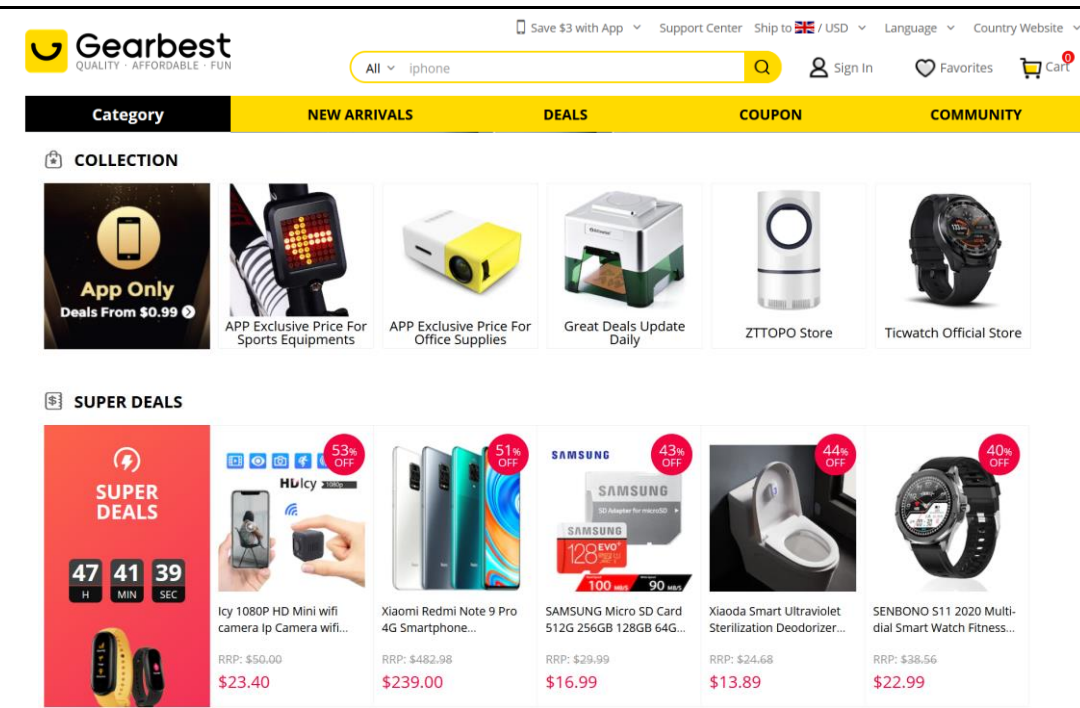 Save $3 with App Support Center Ship to / USD Language Country Website
Gearbest
QUALITY · AFFORDABLE · FUN
All iphone
Sign In
Favorites
Cart
0
Category NEW ARRIVALS DEALS COUPON COMMUNITY
COLLECTION
App Only
Deals From $0.99
APP Exclusive Price For
Sports Equipments
APP Exclusive Price For
Office Supplies
Great Deals Update
Daily
ZTTOPO Store
Ticwatch Official Store
SUPER DEALS
SUPER
DEALS
47 41 39
H MIN SEC
53%
OFF
1080p
Icy 1080P HD Mini wifi
camera Ip Camera wifi...
RRP: $50.00
$23.40
51%
OFF
Xiaomi Redmi Note 9 Pro
4G Smartphone...
RRP: $482.98
$239.00
43%
OFF
SAMSUNG
SAMSUNG
SD Adapter for microSD
SAMSUNG
128GB EVO+
100 MB/S 90 MB/S
SAMSUNG Micro SD Card
512G 256GB 128GB 64G...
RRP: $29.99
$16.99
44%
OFF
Xiaoda Smart Ultraviolet
Sterilization Deodorizer...
RRP: $24.68
$13.89
40%
OFF
SENBONO S11 2020 Multi-
dial Smart Watch Fitness...
RRP: $38.56
$22.99